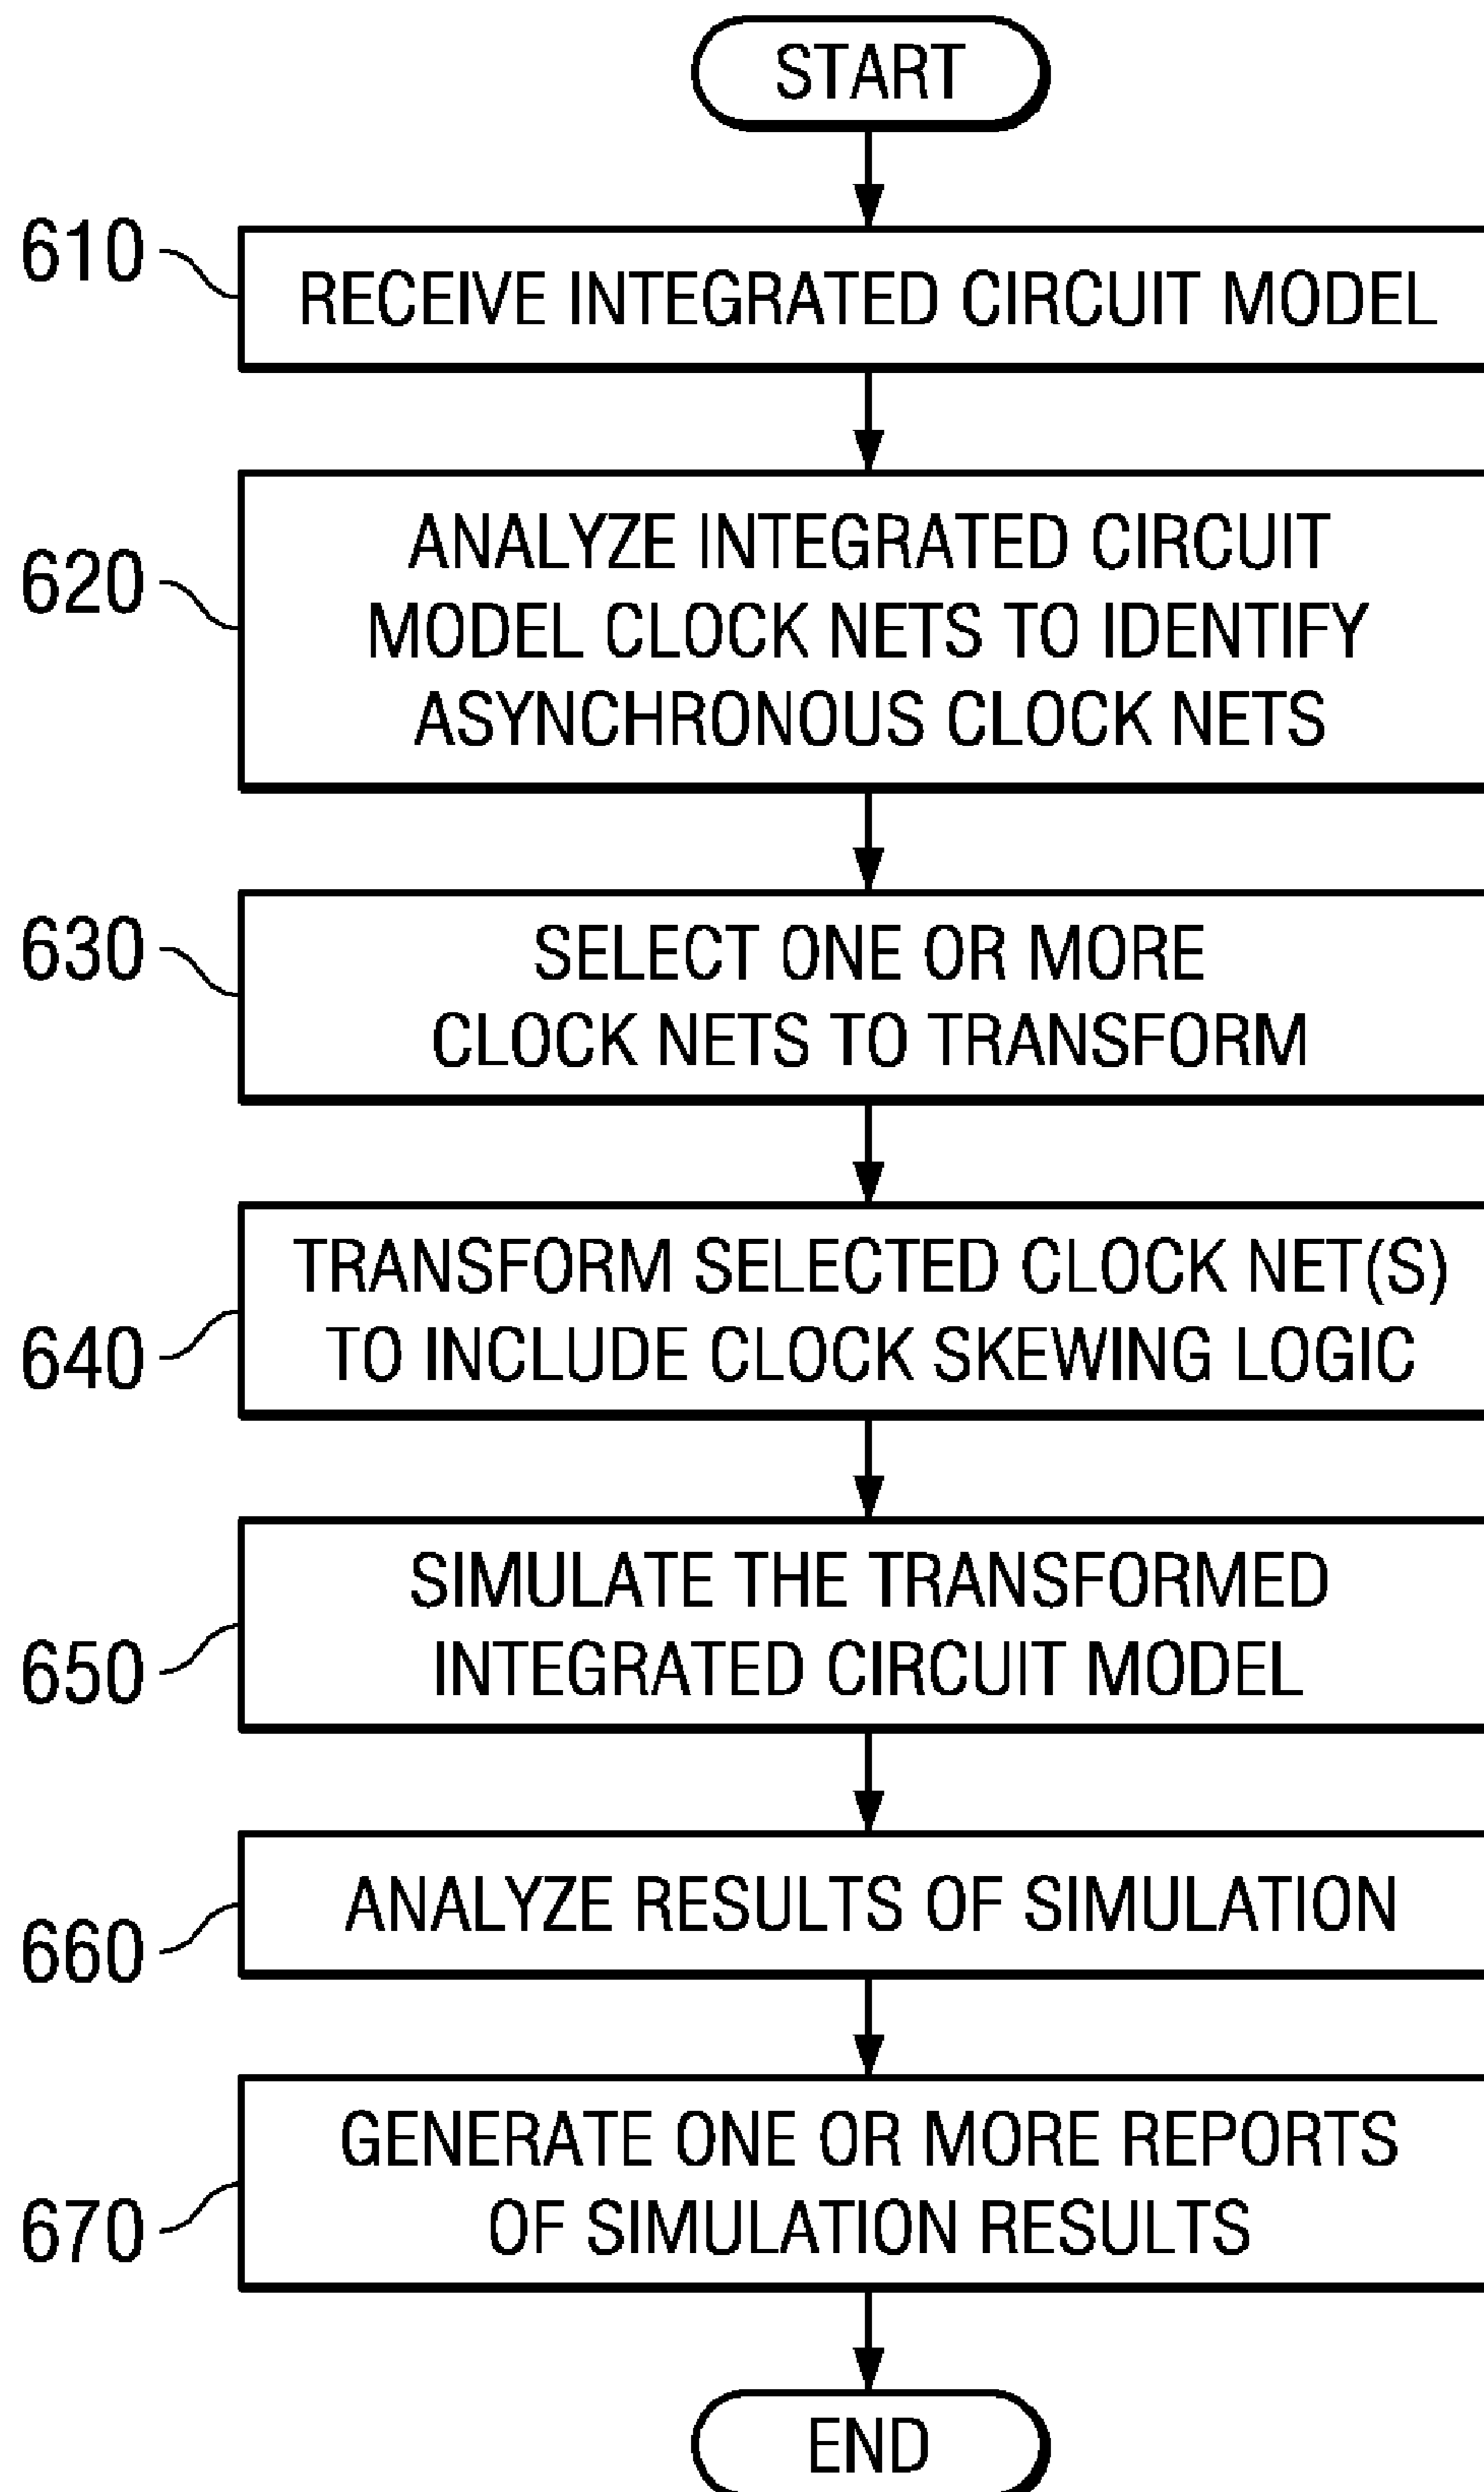 START
610
RECEIVE INTEGRATED CIRCUIT MODEL
620
ANALYZE INTEGRATED CIRCUIT
MODEL CLOCK NETS TO IDENTIFY
ASYNCHRONOUS CLOCK NETS
630
SELECT ONE OR MORE
CLOCK NETS TO TRANSFORM
640
TRANSFORM SELECTED CLOCK NET(S)
TO INCLUDE CLOCK SKEWING LOGIC
650
SIMULATE THE TRANSFORMED
INTEGRATED CIRCUIT MODEL
660
ANALYZE RESULTS OF SIMULATION
670
GENERATE ONE OR MORE REPORTS
OF SIMULATION RESULTS
END